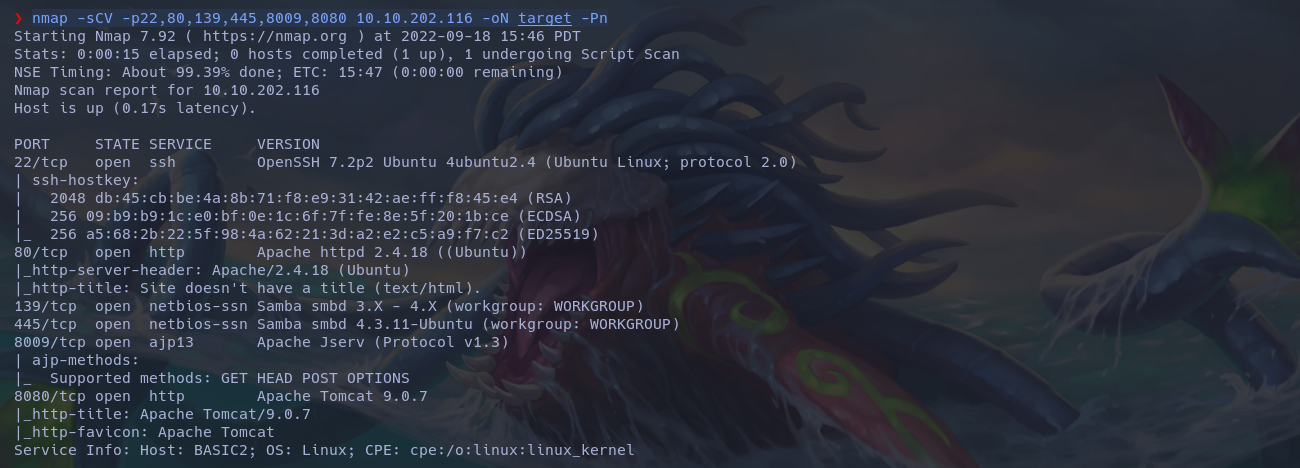 ❯ nmap -sCV -p22,80,139,445,8009,8080 10.10.202.116 -oN target -Pn
Starting Nmap 7.92 ( https://nmap.org ) at 2022-09-18 15:46 PDT
Stats: 0:00:15 elapsed; 0 hosts completed (1 up), 1 undergoing Script Scan
NSE Timing: About 99.39% done; ETC: 15:47 (0:00:00 remaining)
Nmap scan report for 10.10.202.116
Host is up (0.17s latency).

PORT     STATE SERVICE     VERSION
22/tcp   open  ssh         OpenSSH 7.2p2 Ubuntu 4ubuntu2.4 (Ubuntu Linux; protocol 2.0)
| ssh-hostkey:
|   2048 db:45:cb:be:4a:8b:71:f8:e9:31:42:ae:ff:f8:45:e4 (RSA)
|   256 09:b9:b9:1c:e0:bf:0e:1c:6f:7f:fe:8e:5f:20:1b:ce (ECDSA)
|_  256 a5:68:2b:22:5f:98:4a:62:21:3d:a2:e2:c5:a9:f7:c2 (ED25519)
80/tcp   open  http        Apache httpd 2.4.18 ((Ubuntu))
|_http-server-header: Apache/2.4.18 (Ubuntu)
|_http-title: Site doesn't have a title (text/html).
139/tcp  open  netbios-ssn Samba smbd 3.X - 4.X (workgroup: WORKGROUP)
445/tcp  open  netbios-ssn Samba smbd 4.3.11-Ubuntu (workgroup: WORKGROUP)
8009/tcp open  ajp13       Apache Jserv (Protocol v1.3)
| ajp-methods:
|_  Supported methods: GET HEAD POST OPTIONS
8080/tcp open  http        Apache Tomcat 9.0.7
|_http-title: Apache Tomcat/9.0.7
|_http-favicon: Apache Tomcat
Service Info: Host: BASIC2; OS: Linux; CPE: cpe:/o:linux:linux_kernel